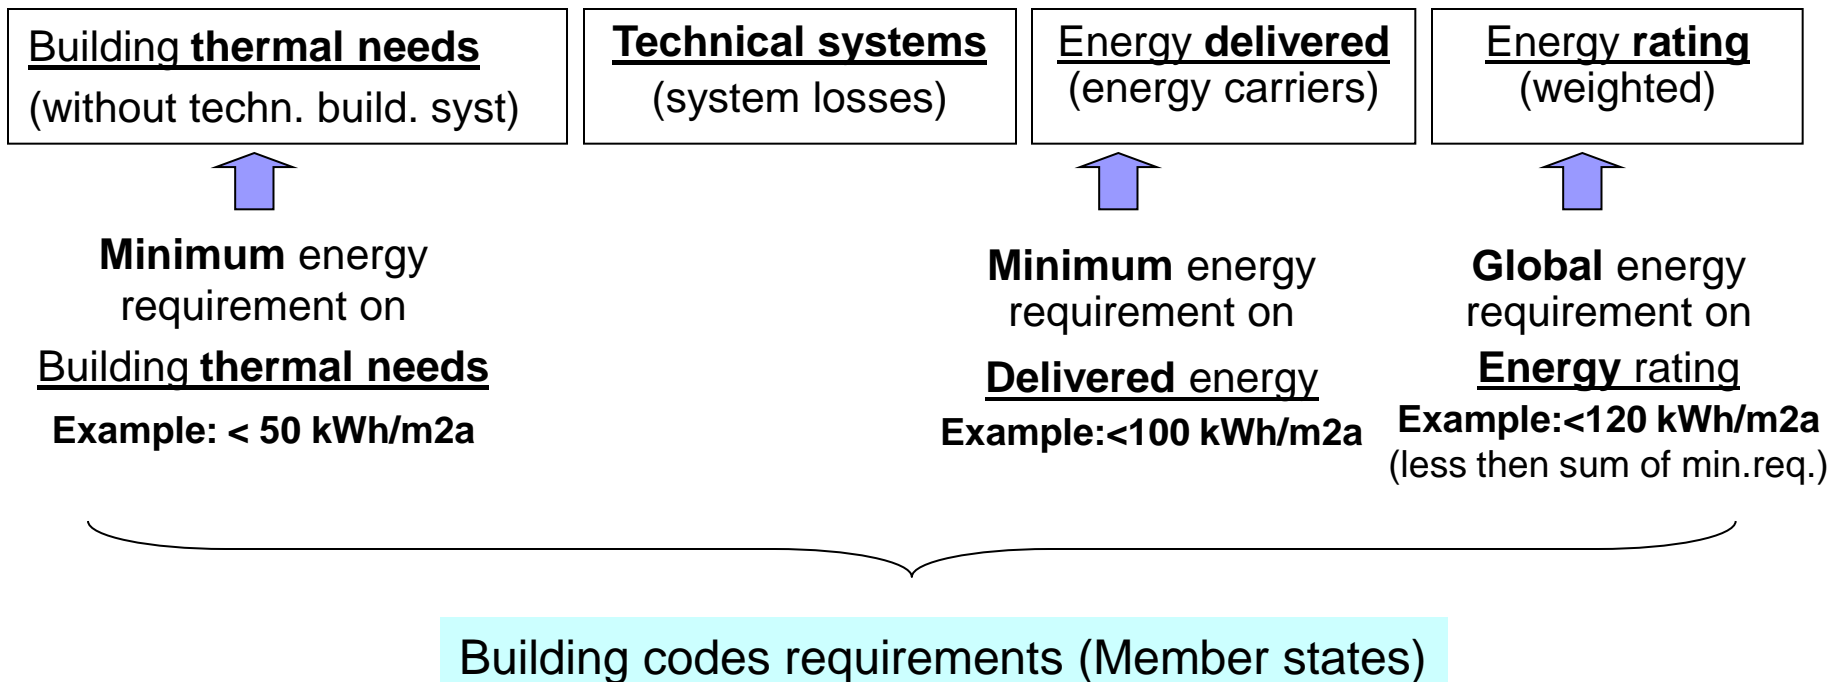 Building thermal needs
(without techn. build. syst)
Technical systems
(system losses)
Energy delivered
(energy carriers)
Energy rating
(weighted)
Minimum energy
requirement on
Building thermal needs
Example: < 50 kWh/m2a
Minimum energy
requirement on
Delivered energy
Example:<100 kWh/m2a
Global energy
requirement on
Energy rating
Example:<120 kWh/m2a
(less then sum of min.req.)
Building codes requirements (Member states)